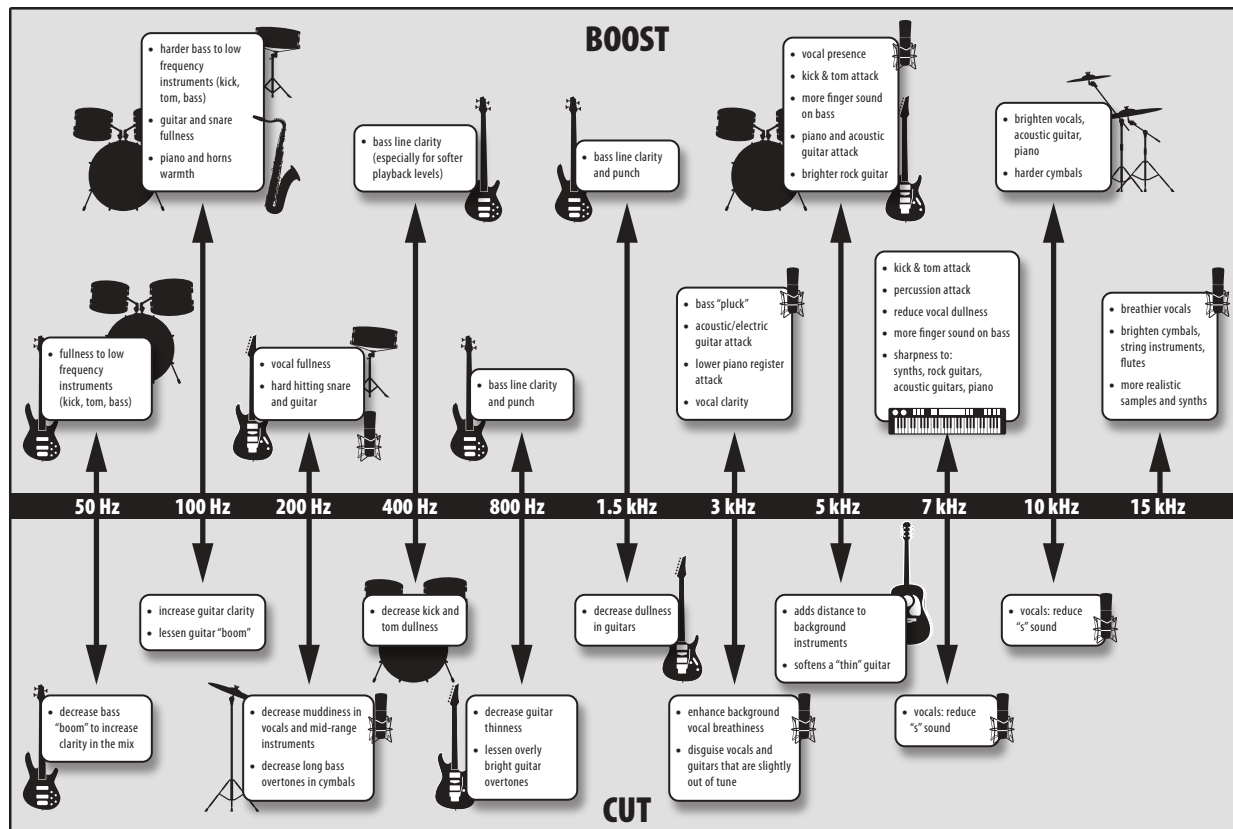 BOOST
• harder bass to low
frequency
instruments (kick,
tom, bass)
• guitar and snare
fullness
• piano and horns
warmth
• bass line clarity
(especially for softer
playback levels)
• bass line clarity
and punch
• vocal presence
• kick & tom attack
• more finger sound
on bass
• piano and acoustic
guitar attack
• brighter rock guitar
• brighten vocals,
acoustic guitar,
piano
• harder cymbals
• fullness to low
frequency
instruments
(kick, tom, bass)
• vocal fullness
• hard hitting snare
and guitar
• bass line clarity
and punch
• bass “pluck”
• acoustic/electric
guitar attack
• lower piano register
attack
• vocal clarity
• kick & tom attack
• percussion attack
• reduce vocal dullness
• more finger sound on bass
• sharpness to:
synths, rock guitars,
acoustic guitars, piano
• breathier vocals
• brighten cymbals,
string instruments,
flutes
• more realistic
samples and synths
50 Hz 100 Hz 200 Hz 400 Hz 800 Hz 1.5 kHz 3 kHz 5 kHz 7 kHz 10 kHz 15 kHz
• increase guitar clarity
• lessen guitar “boom”
• decrease kick and
tom dullness
• decrease dullness
in guitars
• adds distance to
background
instruments
• softens a “thin” guitar
• vocals: reduce
“s” sound
• decrease bass
“boom” to increase
clarity in the mix
• decrease muddiness in
vocals and mid-range
instruments
• decrease long bass
overtones in cymbals
• decrease guitar
thinness
• lessen overly
bright guitar
overtones
• enhance background
vocal breathiness
• disguise vocals and
guitars that are slightly
out of tune
• vocals: reduce
“s” sound
CUT